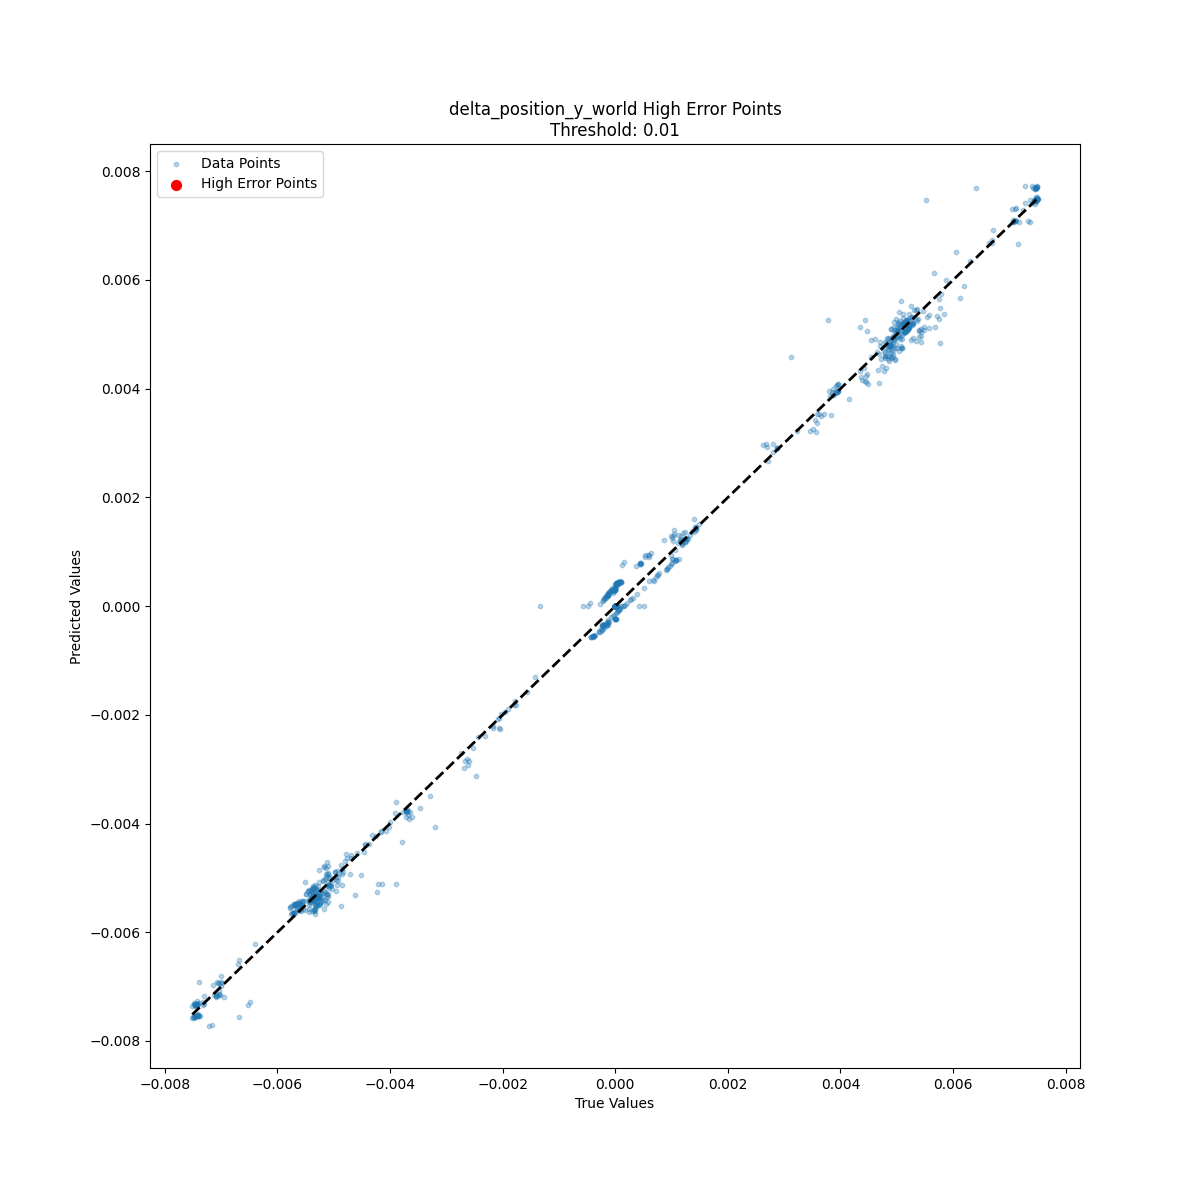 delta_position_y_world High Error Points
Threshold: 0.01
Data Points
High Error Points
0.008
0.006
0.004
0.002
0.000
−0.002
−0.004
−0.006
−0.008
Predicted Values
−0.008 −0.006 −0.004 −0.002 0.000 0.002 0.004 0.006 0.008
True Values